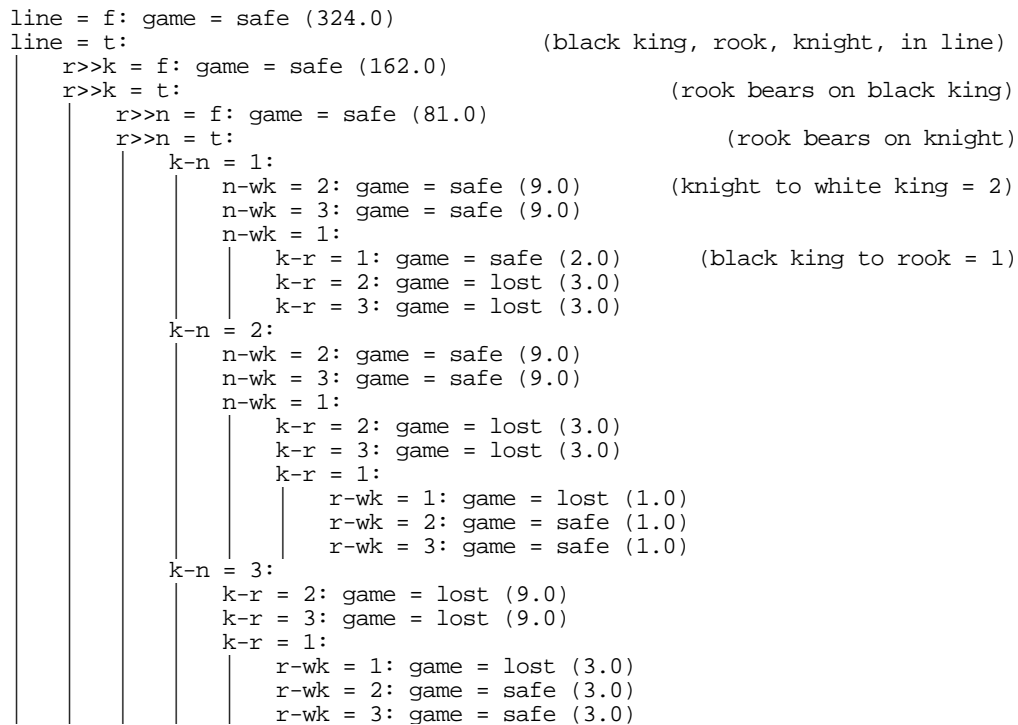 line = f: game = safe (324.0)
line = t: (black king, rook, knight, in line)
r>>k = f: game = safe (162.0)
r>>k = t: (rook bears on black king)
r>>n = f: game = safe (81.0)
r>>n = t: (rook bears on knight)
k-n = 1:
n-wk = 2: game = safe (9.0) (knight to white king = 2)
n-wk = 3: game = safe (9.0)
n-wk = 1:
k-r = 1: game = safe (2.0) (black king to rook = 1)
k-r = 2: game = lost (3.0)
k-r = 3: game = lost (3.0)
k-n = 2:
n-wk = 2: game = safe (9.0)
n-wk = 3: game = safe (9.0)
n-wk = 1:
k-r = 2: game = lost (3.0)
k-r = 3: game = lost (3.0)
k-r = 1:
r-wk = 1: game = lost (1.0)
r-wk = 2: game = safe (1.0)
r-wk = 3: game = safe (1.0)
k-n = 3:
k-r = 2: game = lost (9.0)
k-r = 3: game = lost (9.0)
k-r = 1:
r-wk = 1: game = lost (3.0)
r-wk = 2: game = safe (3.0)
r-wk = 3: game = safe (3.0)